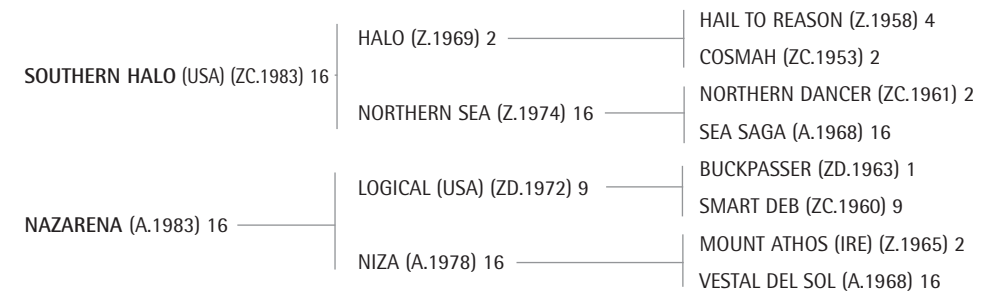 HAIL TO REASON (Z.1958) 4
HALO (Z.1969) 2
COSMAH (ZC.1953) 2
SOUTHERN HALO (USA) (ZC.1983) 16
NORTHERN DANCER (ZC.1961) 2
NORTHERN SEA (Z.1974) 16
SEA SAGA (A.1968) 16
BUCKPASSER (ZD.1963) 1
LOGICAL (USA) (ZD.1972) 9
SMART DEB (ZC.1960) 9
NAZARENA (A.1983) 16
MOUNT ATHOS (IRE) (Z.1965) 2
NIZA (A.1978) 16
VESTAL DEL SOL (A.1968) 16